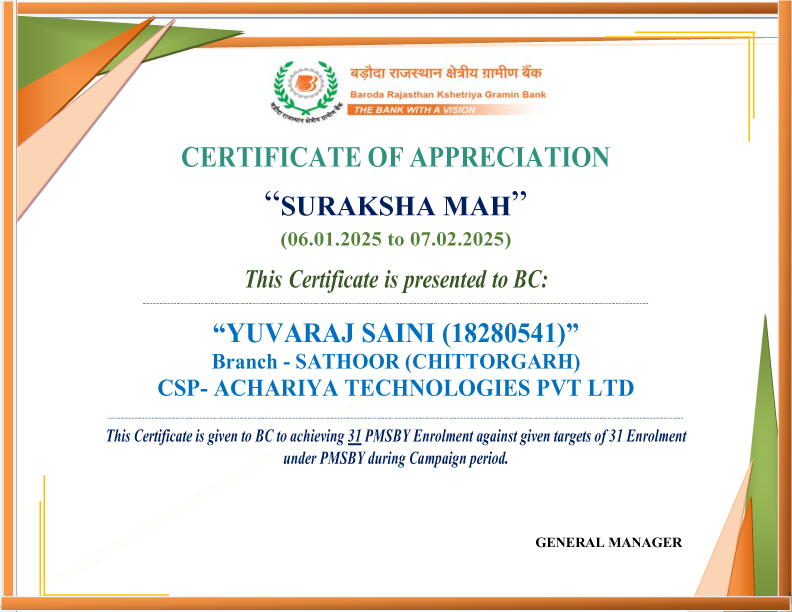 बड़ौदा राजस्थान क्षेत्रीय ग्रामीण बैंक
Baroda Rajasthan Kshetriya Gramin Bank
THE BANK WITH A VISION
बड़ौदा राजस्थान क्षेत्रीय ग्रामीण बैंक
CERTIFICATE OF APPRECIATION
“SURAKSHA MAH”
(06.01.2025 to 07.02.2025)
This Certificate is presented to BC:
“YUVARAJ SAINI (18280541)”
Branch - SATHOOR (CHITTORGARH)
CSP- ACHARIYA TECHNOLOGIES PVT LTD
This Certificate is given to BC to achieving 31 PMSBY Enrolment against given targets of 31 Enrolment
under PMSBY during Campaign period.
GENERAL MANAGER